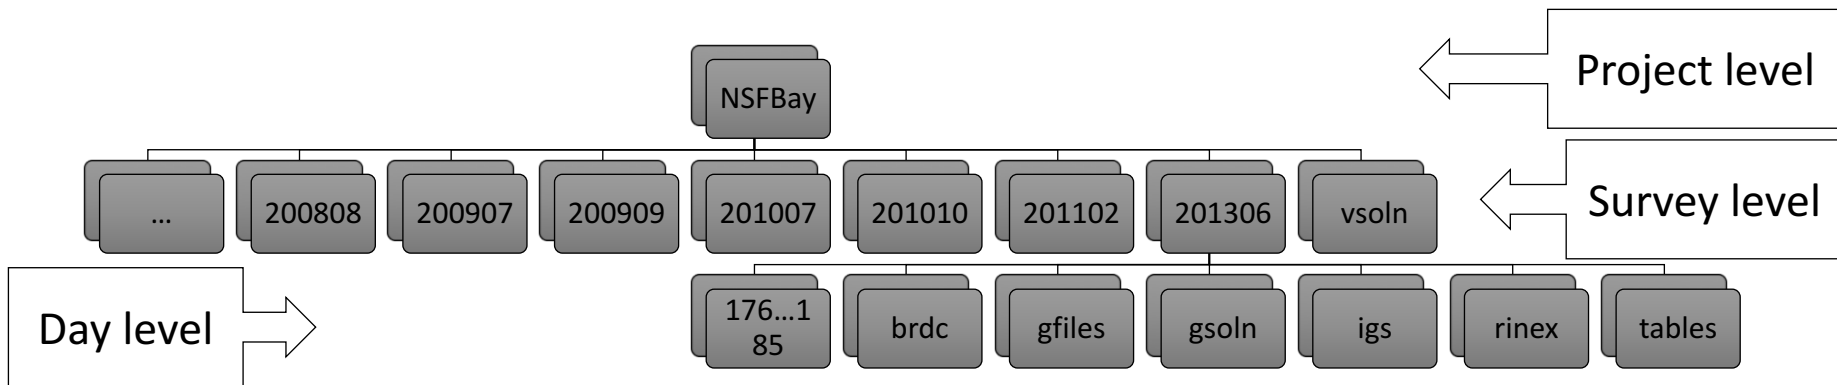 NSFBay
Project level
...
200808
200907
200909
201007
201010
201102
201306
vsoln
Survey level
Day level
176...1
85
brdc
gfiles
gsoln
igs
rinex
tables